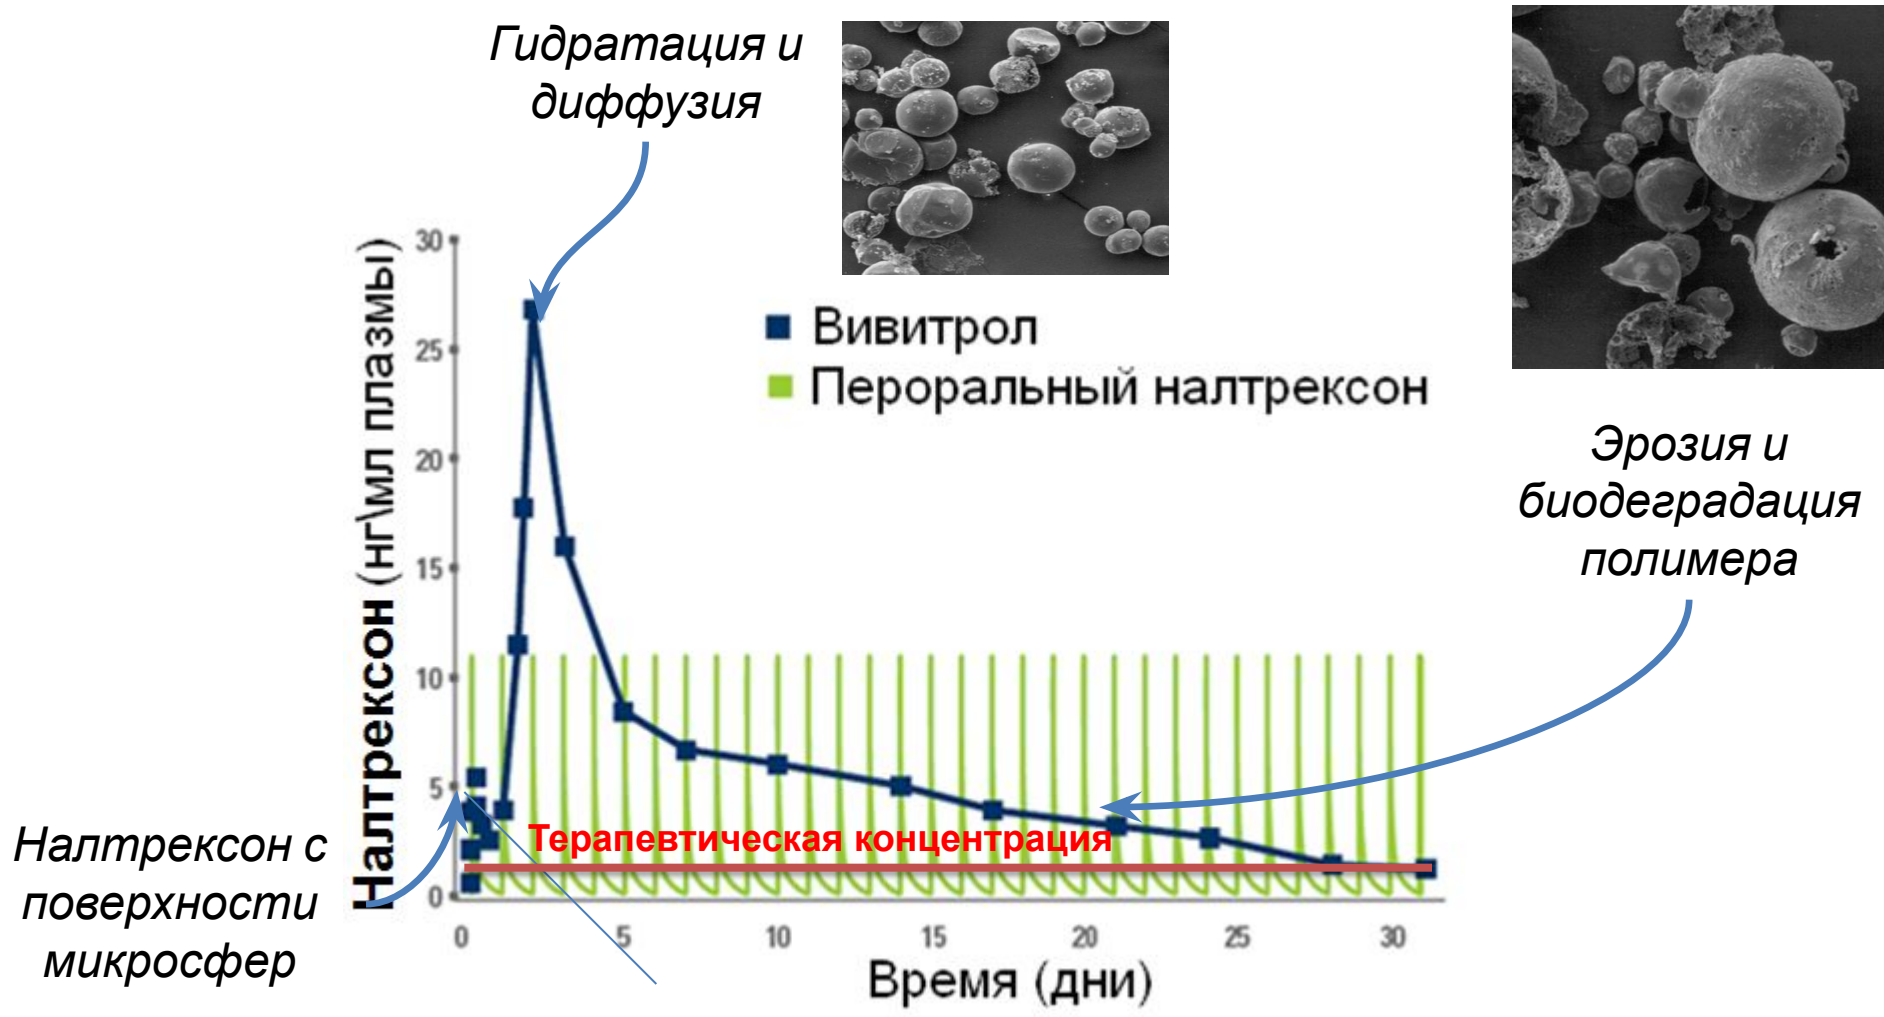 Гидратация и
диффузия
Вивитрол
Пероральный налтрексон
Эрозия и
биодеградация
полимера
Налтрексон (нг\мл плазмы)
30
25
20
15
10
5
0
Терапевтическая концентрация
Налтрексон с
поверхности
микросфер
0 5 10 15 20 25 30
Время (дни)